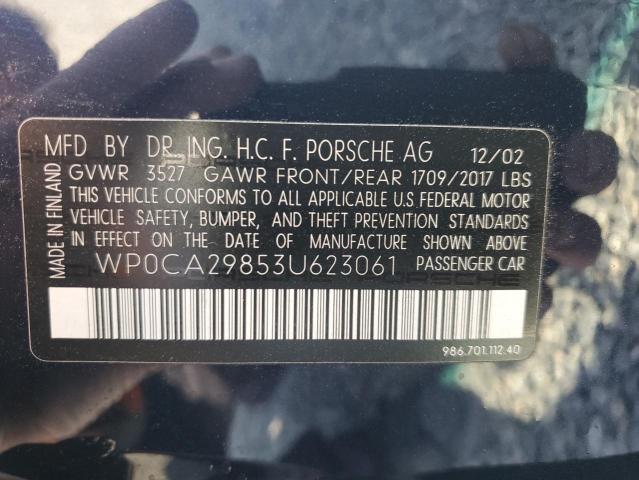 MADE IN FINLAND
MFD BY DR. ING. H.C. F. PORSCHE AG 12/02
GVWR 3527 GAWR FRONT/REAR 1709/2017 LBS
THIS VEHICLE CONFORMS TO ALL APPLICABLE U.S. FEDERAL MOTOR
VEHICLE SAFETY, BUMPER, AND THEFT PREVENTION STANDARDS
IN EFFECT ON THE DATE OF MANUFACTURE SHOWN ABOVE
WP0CA29853U623061 PASSENGER CAR
986.701.112.40